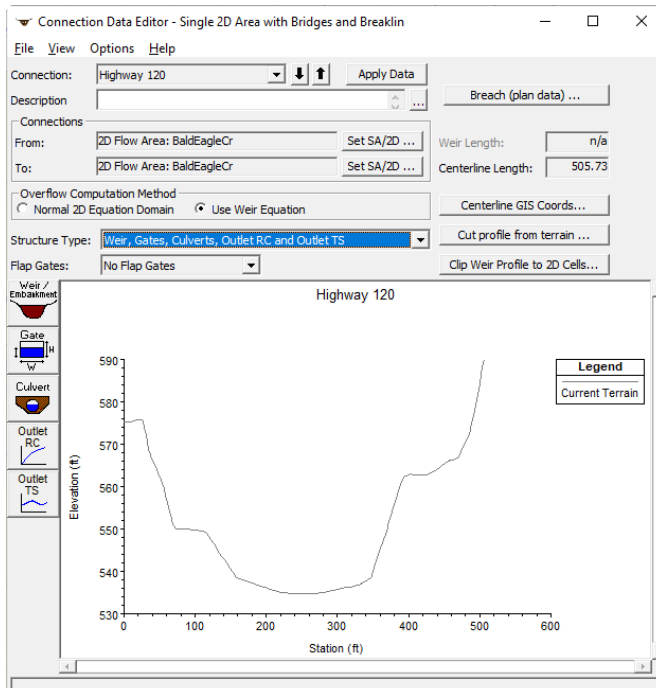 Connection Data Editor - Single 2D Area with Bridges and Breaklin
File View Options Help
Connection: Highway 120 Apply Data
Description ... Breach (plan data) ...
Connections
From: 2D Flow Area: BaldEagleCr Set SA/2D ... Weir Length: n/a
To: 2D Flow Area: BaldEagleCr Set SA/2D ... Centerline Length: 505.73
Overflow Computation Method
Normal 2D Equation Domain Use Weir Equation Centerline GIS Coords...
Structure Type: Weir, Gates, Culverts, Outlet RC and Outlet TS Cut profile from terrain ...
Flap Gates: No Flap Gates Clip Weir Profile to 2D Cells...
Weir /
Embankment
Gate
H
W
Culvert
Outlet
RC
Outlet
TS
Highway 120
Elevation (ft)
590
580
570
560
550
540
530
0 100 200 300 400 500 600
Station (ft)
Legend
Current Terrain